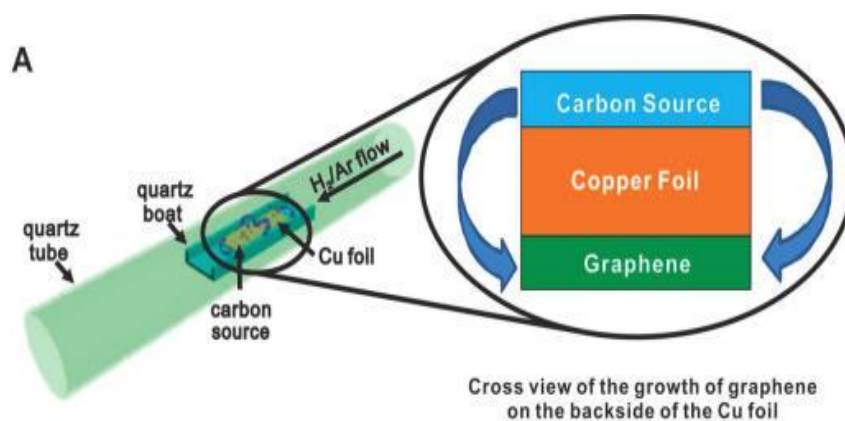 A
quartz
boat
quartz
tube
H2/Ar flow
Cu foil
carbon
source
Carbon Source
Copper Foil
Graphene
Cross view of the growth of graphene
on the backside of the Cu foil